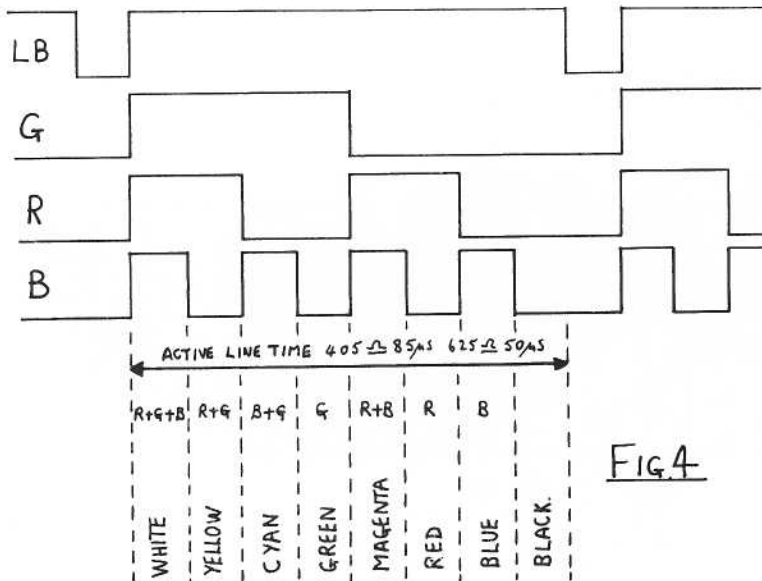 LB
G
R
B
ACTIVE LINE TIME 405 ≏ 85µs 625 ≏ 50µs
R+G+B R+G B+G G R+B R B
WHITE YELLOW CYAN GREEN MAGENTA RED BLUE BLACK.
FIG.4